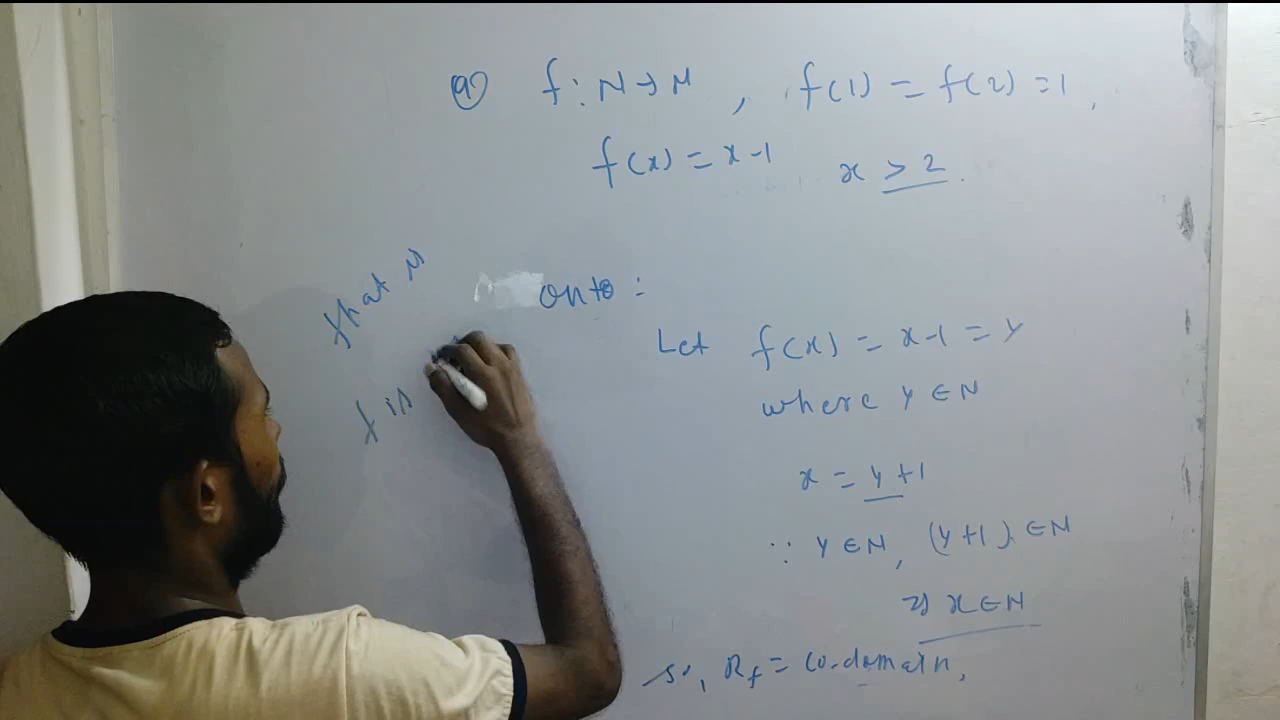 Q. f : N → N , f(1) = f(2) = 1 ,
f(x) = x-1 x > 2 .
onto :
Let f(x) = x-1 = y
where y ∈ N
x = y+1
∵ y ∈ N , (y+1) ∈ N
⇒ x ∈ N
so, R_f = co-domain,
that is
f is